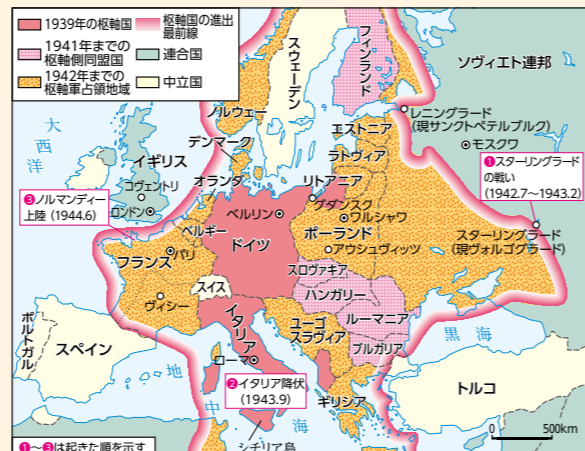 1939年の枢軸国
枢軸国の進出
最前線
1941年までの
枢軸側同盟国
連合国
1942年までの
枢軸軍占領地域
中立国
スウェーデン
フィンランド
ソヴィエト連邦
ノルウェー
レニングラード
(現サンクトペテルブルク)
エストニア
モスクワ
大西洋
デンマーク
ラトヴィア
❶スターリングラード
の戦い
(1942.7〜1943.2)
イギリス
コヴェントリ
オランダ
リトアニア
❸ノルマンディー
上陸(1944.6)
ロンドン
グダンスク
ベルリン
ワルシャワ
ベルギー
ドイツ
ポーランド
スターリングラード
(現ヴォルゴグラード)
フランス
パリ
アウシュヴィッツ
スロヴァキア
スイス
ハンガリー
ヴィシー
ルーマニア
ポルトガル
スペイン
イタリア
ユーゴ
スラヴィア
黒海
ブルガリア
ローマ
地中海
❷イタリア降伏
(1943.9)
トルコ
ギリシア
シチリア島
0 500km
❶〜❸は起きた順を示す